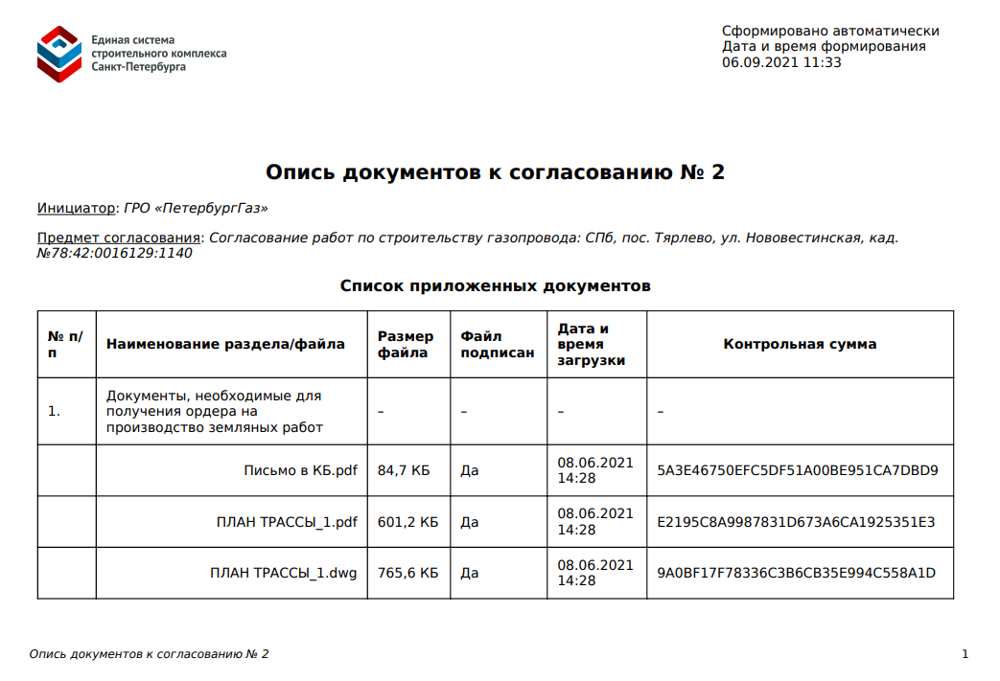 Единая система
строительного комплекса
Санкт-Петербурга
Сформировано автоматически
Дата и время формирования
06.09.2021 11:33
Опись документов к согласованию № 2
Инициатор: ГРО «ПетербургГаз»
Предмет согласования: Согласование работ по строительству газопровода: СПб, пос. Тярлево, ул. Нововестинская, кад.
№78:42:0016129:1140
Список приложенных документов
№ п/
п
Наименование раздела/файла
Размер
файла
Файл
подписан
Дата и
время
загрузки
Контрольная сумма
1.
Документы, необходимые для
получения ордера на
производство земляных работ
–
–
–
–
Письмо в КБ.pdf
84,7 КБ
Да
08.06.2021
14:28
5A3E46750EFC5DF51A00BE951CA7DBD9
ПЛАН ТРАССЫ_1.pdf
601,2 КБ
Да
08.06.2021
14:28
E2195C8A9987831D673A6CA1925351E3
ПЛАН ТРАССЫ_1.dwg
765,6 КБ
Да
08.06.2021
14:28
9A0BF17F78336C3B6CB35E994C558A1D
Опись документов к согласованию № 2
1